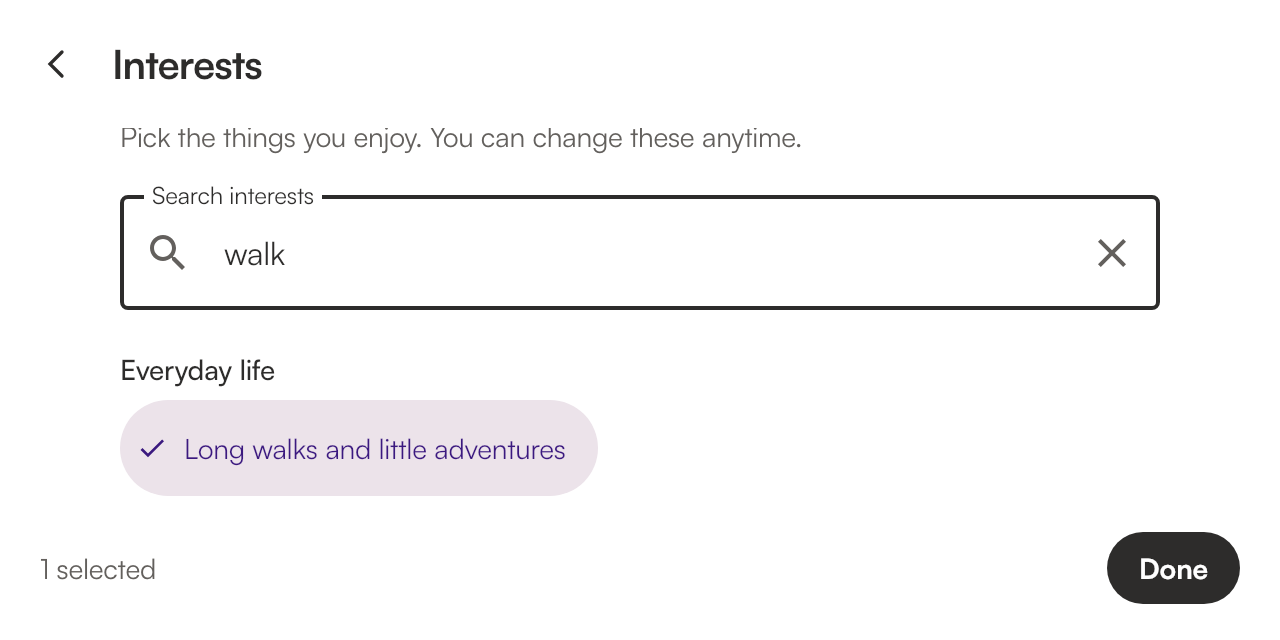 Interests
Pick the things you enjoy. You can change these anytime.
Search interests
walk
Everyday life
Long walks and little adventures
1 selected
Done